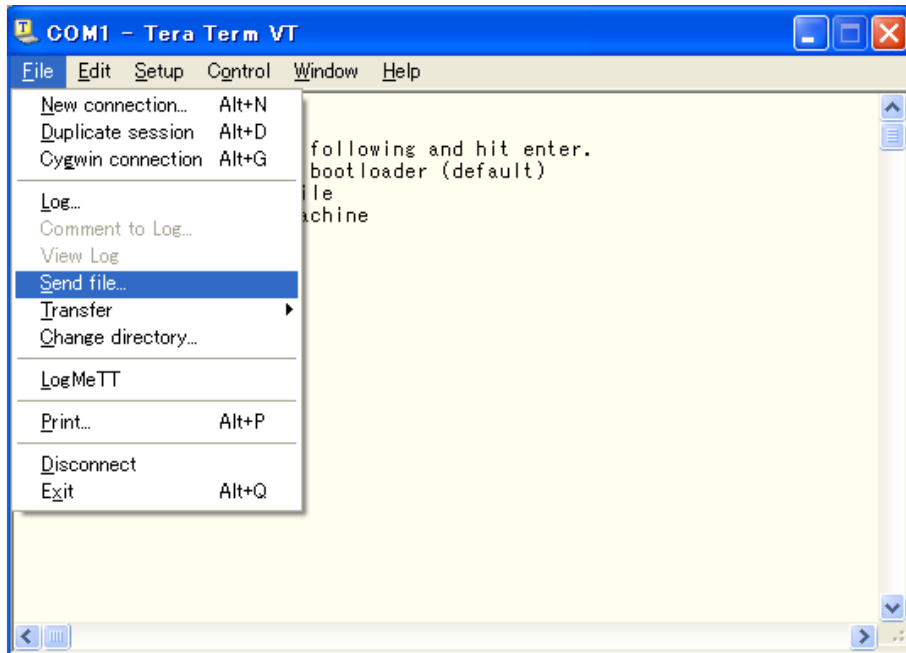 COM1 - Tera Term VT
File Edit Setup Control Window Help
New connection... Alt+N
Duplicate session Alt+D
Cygwin connection Alt+G
Log...
Comment to Log...
View Log
Send file...
Transfer
Change directory...
LogMeTT
Print... Alt+P
Disconnect
Exit Alt+Q
following and hit enter.
bootloader (default)
ile
achine